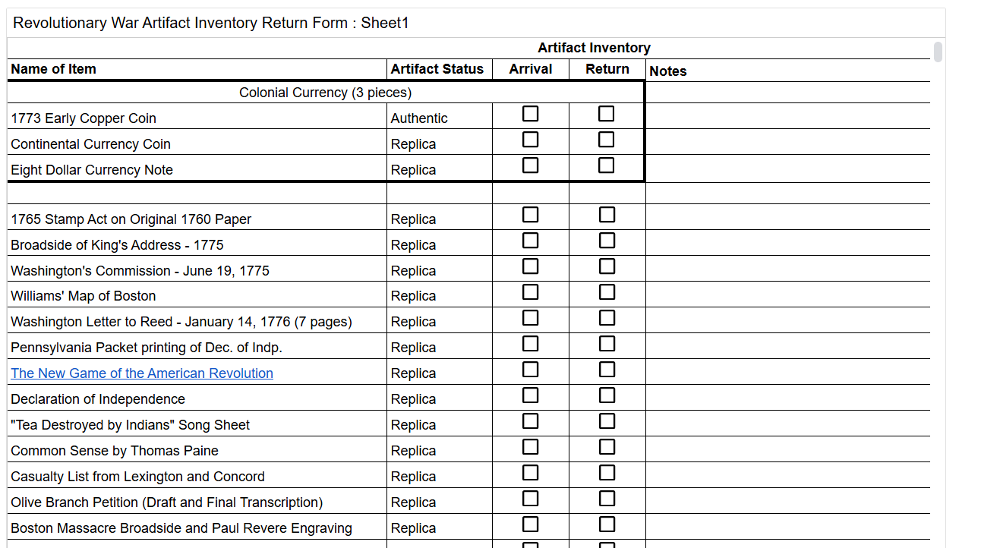 Revolutionary War Artifact Inventory Return Form : Sheet1
Artifact Inventory
Name of Item Artifact Status Arrival Return Notes
Colonial Currency (3 pieces)
1773 Early Copper Coin Authentic
Continental Currency Coin Replica
Eight Dollar Currency Note Replica
1765 Stamp Act on Original 1760 Paper Replica
Broadside of King's Address - 1775 Replica
Washington's Commission - June 19, 1775 Replica
Williams' Map of Boston Replica
Washington Letter to Reed - January 14, 1776 (7 pages) Replica
Pennsylvania Packet printing of Dec. of Indp. Replica
The New Game of the American Revolution Replica
Declaration of Independence Replica
"Tea Destroyed by Indians" Song Sheet Replica
Common Sense by Thomas Paine Replica
Casualty List from Lexington and Concord Replica
Olive Branch Petition (Draft and Final Transcription) Replica
Boston Massacre Broadside and Paul Revere Engraving Replica